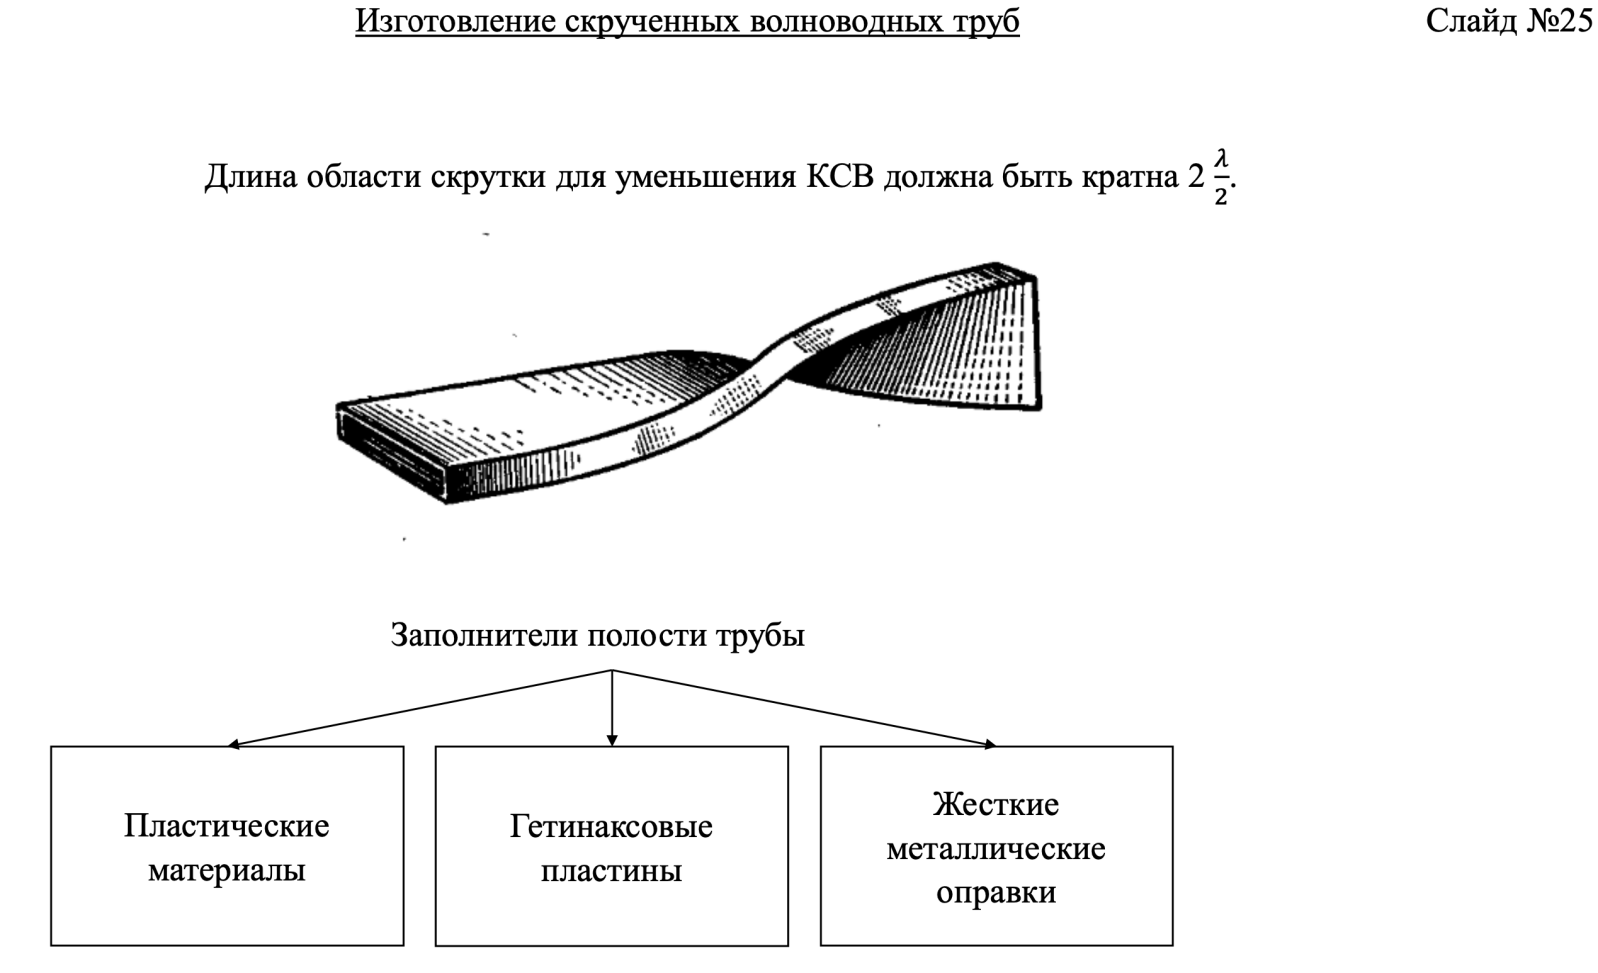 Изготовление скрученных волноводных труб
Слайд №25
Длина области скрутки для уменьшения КСВ должна быть кратна 2 λ/2.
Заполнители полости трубы
Пластические
материалы
Гетинаксовые
пластины
Жесткие
металлические
оправки